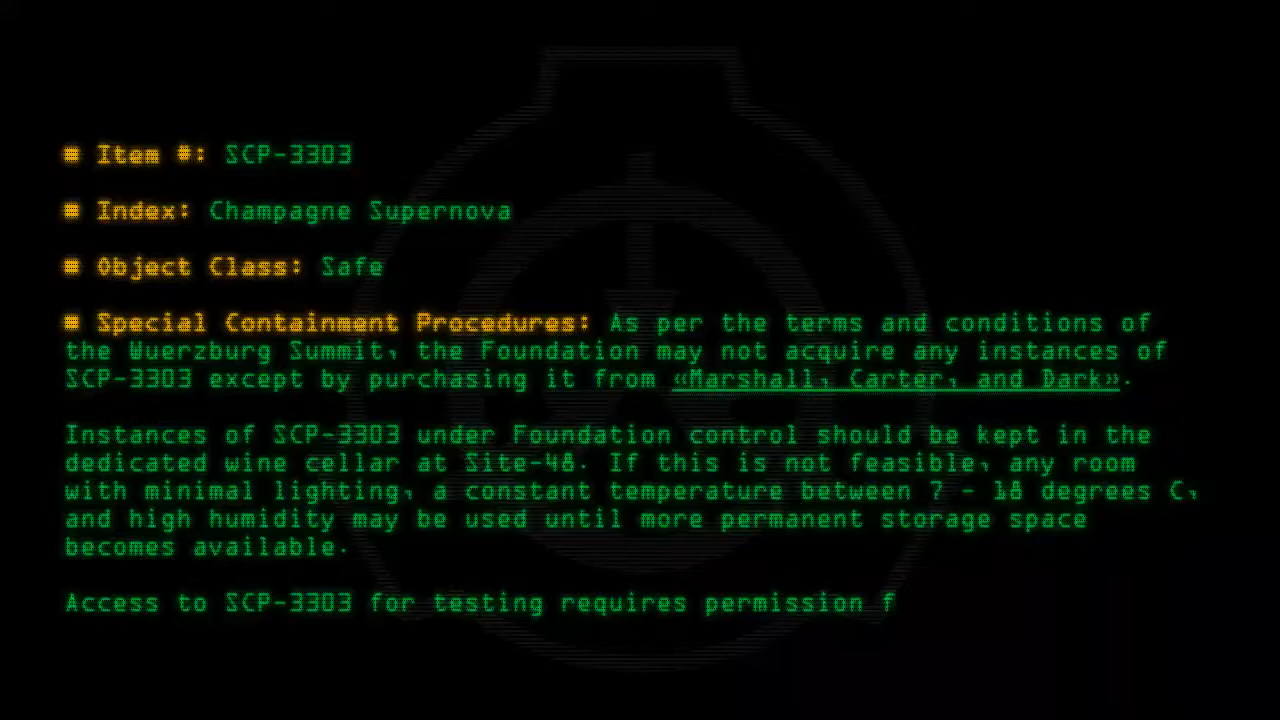 ■ Item #: SCP-3303
■ Index: Champagne Supernova
■ Object Class: Safe
■ Special Containment Procedures: As per the terms and conditions of
the Wuerzburg Summit, the Foundation may not acquire any instances of
SCP-3303 except by purchasing it from «Marshall, Carter, and Dark».
Instances of SCP-3303 under Foundation control should be kept in the
dedicated wine cellar at Site-48. If this is not feasible, any room
with minimal lighting, a constant temperature between 7 - 18 degrees C,
and high humidity may be used until more permanent storage space
becomes available.
Access to SCP-3303 for testing requires permission f